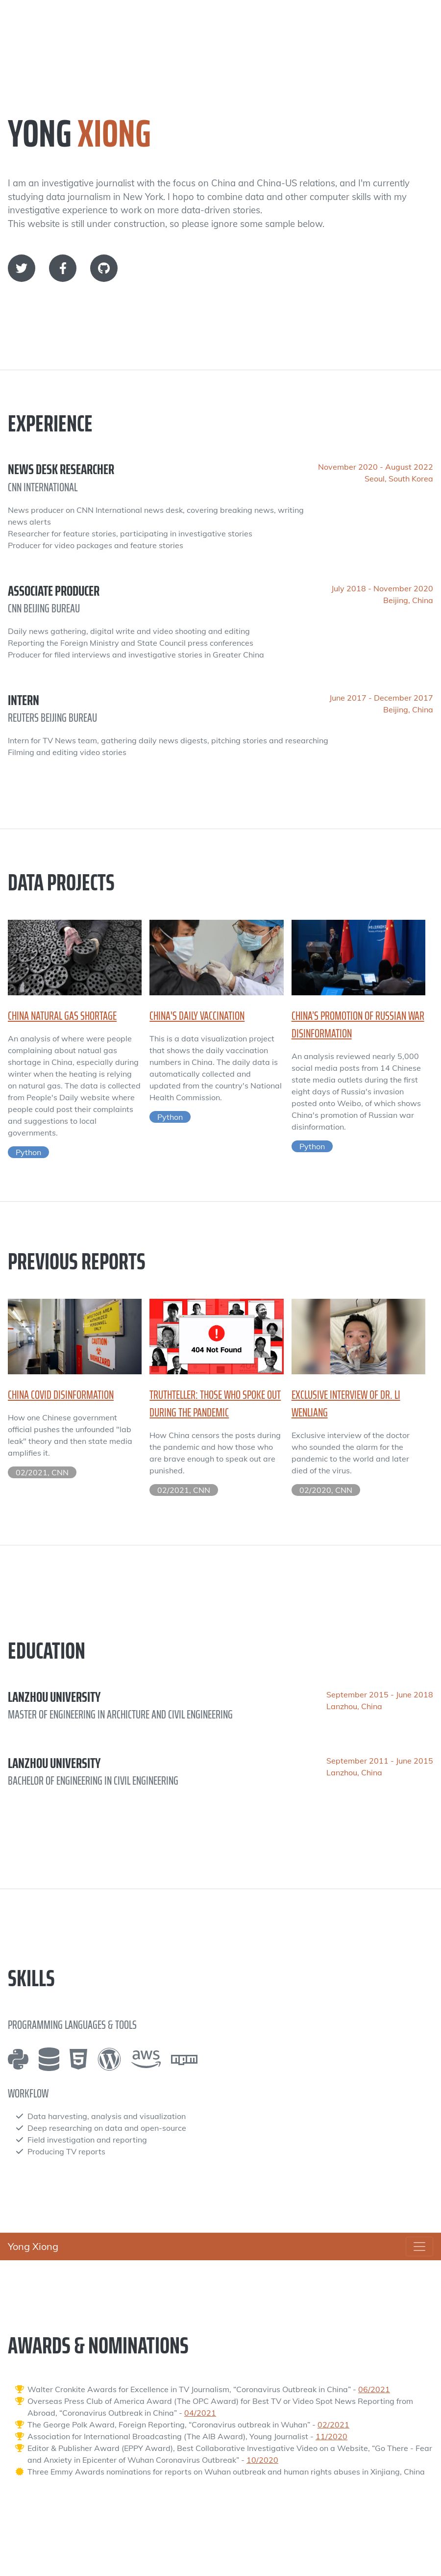 YONG XIONG
I am an investigative journalist with the focus on China and China-US relations, and I'm currently
studying data journalism in New York. I hopo to combine data and other computer skills with my
investigative experience to work on more data-driven stories.
This website is still under construction, so please ignore some sample below.
EXPERIENCE
NEWS DESK RESEARCHER
November 2020 - August 2022
CNN INTERNATIONAL
Seoul, South Korea
News producer on CNN International news desk, covering breaking news, writing
news alerts
Researcher for feature stories, participating in investigative stories
Producer for video packages and feature stories
ASSOCIATE PRODUCER
July 2018 - November 2020
CNN BEIJING BUREAU
Beijing, China
Daily news gathering, digital write and video shooting and editing
Reporting the Foreign Ministry and State Council press conferences
Producer for flied interviews and investigative stories in Greater China
INTERN
June 2017 - December 2017
REUTERS BEIJING BUREAU
Beijing, China
Intern for TV News team, gathering daily news digests, pitching stories and researching
Filming and editing video stories
DATA PROJECTS
CHINA NATURAL GAS SHORTAGE
An analysis of where were people
complaining about natual gas
shortage in China, especially during
winter when the heating is relying
on natural gas. The data is collected
from People's Daily website where
people could post their complaints
and suggestions to local
governments.
Python
CHINA'S DAILY VACCINATION
This is a data visualization project
that shows the daily vaccination
numbers in China. The daily data is
automatically collected and
updated from the country's National
Health Commission.
Python
CHINA'S PROMOTION OF RUSSIAN WAR
DISINFORMATION
An analysis reviewed nearly 5,000
social media posts from 14 Chinese
state media outlets during the first
eight days of Russia's invasion
posted onto Weibo, of which shows
China's promotion of Russian war
disinformation.
Python
PREVIOUS REPORTS
404 Not Found
CHINA COVID DISINFORMATION
How one Chinese government
official pushes the unfounded "lab
leak" theory and then state media
amplifies it.
02/2021, CNN
TRUTHTELLER: THOSE WHO SPOKE OUT
DURING THE PANDEMIC
How China censors the posts during
the pandemic and how those who
are brave enough to speak out are
punished.
02/2021, CNN
EXCLUSIVE INTERVIEW OF DR. LI
WENLIANG
Exclusive interview of the doctor
who sounded the alarm for the
pandemic to the world and later
died of the virus.
02/2020, CNN
EDUCATION
LANZHOU UNIVERSITY
September 2015 - June 2018
MASTER OF ENGINEERING IN ARCHICTURE AND CIVIL ENGINEERING
Lanzhou, China
LANZHOU UNIVERSITY
September 2011 - June 2015
BACHELOR OF ENGINEERING IN CIVIL ENGINEERING
Lanzhou, China
SKILLS
PROGRAMMING LANGUAGES & TOOLS
aws npm
WORKFLOW
Data harvesting, analysis and visualization
Deep researching on data and open-source
Field investigation and reporting
Producing TV reports
Yong Xiong
AWARDS & NOMINATIONS
Walter Cronkite Awards for Excellence in TV Journalism, "Coronavirus Outbreak in China" - 06/2021
Overseas Press Club of America Award (The OPC Award) for Best TV or Video Spot News Reporting from
Abroad, "Coronavirus Outbreak in China" - 04/2021
The George Polk Award, Foreign Reporting, "Coronavirus outbreak in Wuhan" - 02/2021
Association for International Broadcasting (The AIB Award), Young Journalist - 11/2020
Editor & Publisher Award (EPPY Award), Best Collaborative Investigative Video on a Website, "Go There - Fear
and Anxiety in Epicenter of Wuhan Coronavirus Outbreak" - 10/2020
Three Emmy Awards nominations for reports on Wuhan outbreak and human rights abuses in Xinjiang, China